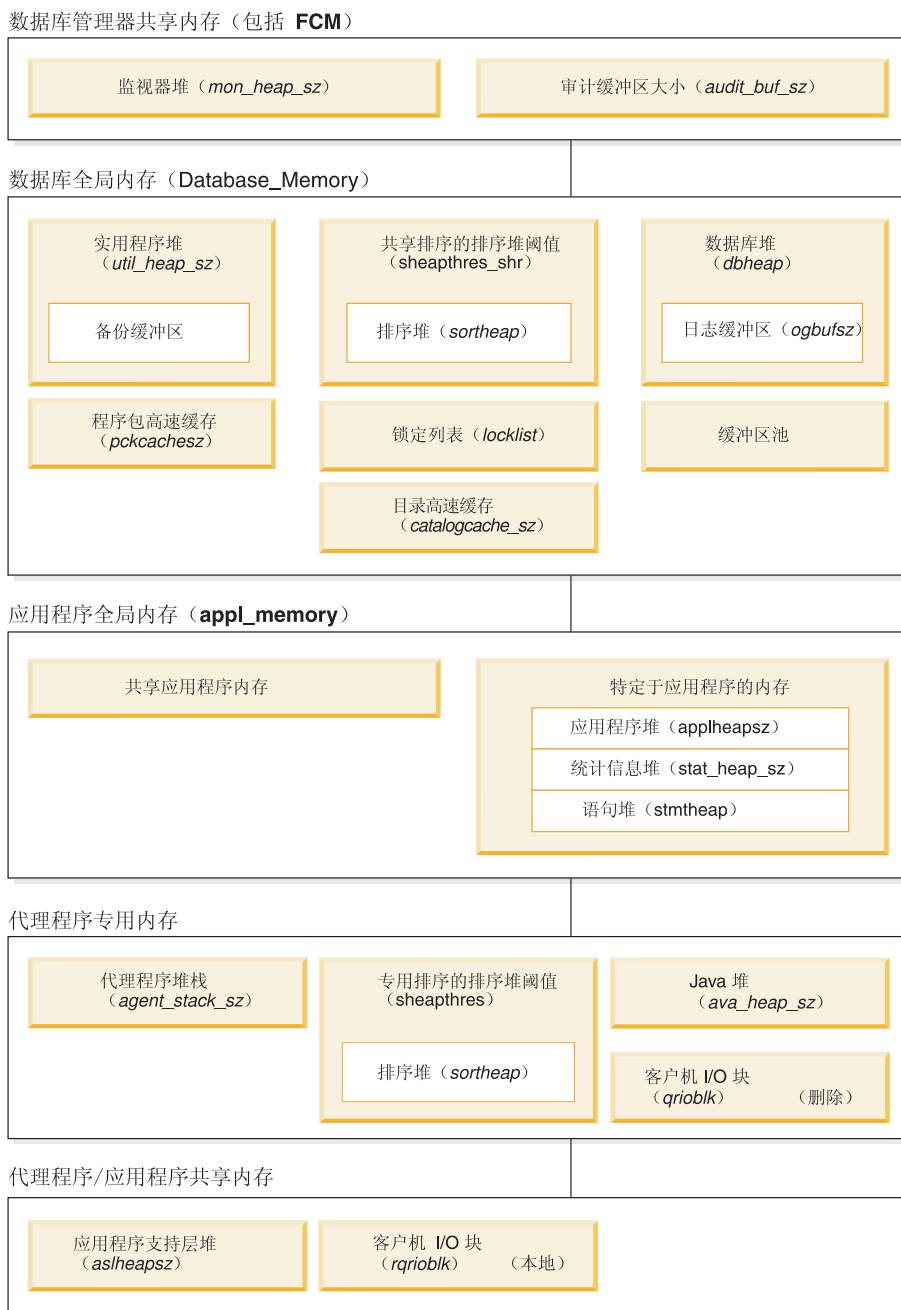 数据库管理器共享内存（包括 FCM）
监视器堆（mon_heap_sz）
审计缓冲区大小（audit_buf_sz）
数据库全局内存（Database_Memory）
实用程序堆
（util_heap_sz）
备份缓冲区
共享排序的排序堆阈值
（sheapthres_shr）
排序堆（sortheap）
数据库堆
（dbheap）
日志缓冲区（ogbufsz）
程序包高速缓存
（pckcachesz）
锁定列表（locklist）
缓冲区池
目录高速缓存
（catalogcache_sz）
应用程序全局内存（appl_memory）
共享应用程序内存
特定于应用程序的内存
应用程序堆（applheapsz）
统计信息堆（stat_heap_sz）
语句堆（stmtheap）
代理程序专用内存
代理程序堆栈
（agent_stack_sz）
专用排序的排序堆阈值
（sheapthres）
排序堆（sortheap）
Java 堆
（ava_heap_sz）
客户机 I/O 块
（qrioblk） （删除）
代理程序/应用程序共享内存
应用程序支持层堆
（aslheapsz）
客户机 I/O 块
（rqrioblk） （本地）